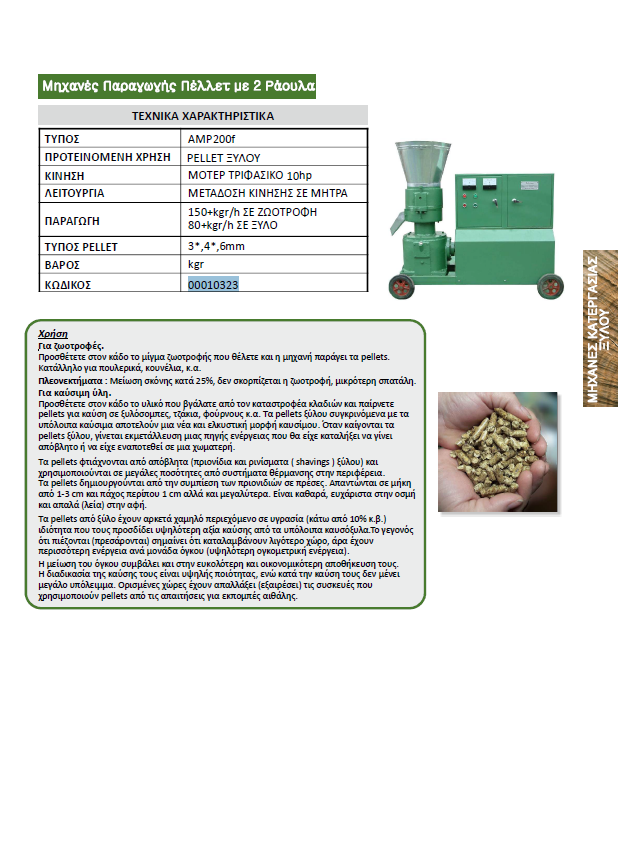 Μηχανές Παραγωγής Πέλλετ με 2 Ράουλα
ΤΕΧΝΙΚΑ ΧΑΡΑΚΤΗΡΙΣΤΙΚΑ
ΤΥΠΟΣ AMP200f
ΠΡΟΤΕΙΝΟΜΕΝΗ ΧΡΗΣΗ PELLET ΞΥΛΟΥ
ΚΙΝΗΣΗ ΜΟΤΕΡ ΤΡΙΦΑΣΙΚΟ 10hp
ΛΕΙΤΟΥΡΓΙΑ ΜΕΤΑΔΟΣΗ ΚΙΝΗΣΗΣ ΣΕ ΜΗΤΡΑ
ΠΑΡΑΓΩΓΗ 150+kgr/h ΣΕ ΖΩΟΤΡΟΦΗ
80+kgr/h ΣΕ ΞΥΛΟ
ΤΥΠΟΣ PELLET 3*,4*,6mm
ΒΑΡΟΣ kgr
ΚΩΔΙΚΟΣ 00010323
ΜΗΧΑΝΕΣ ΚΑΤΕΡΓΑΣΙΑΣ
ΞΥΛΟΥ
Χρήση
Για ζωοτροφές.
Προσθέτετε στον κάδο το μίγμα ζωοτροφής που θέλετε και η μηχανή παράγει τα pellets.
Κατάλληλο για πουλερικά, κουνέλια, κ.α.
Πλεονεκτήματα : Μείωση σκόνης κατά 25%, δεν σκορπίζεται η ζωοτροφή, μικρότερη σπατάλη.
Για καύσιμη ύλη.
Προσθέτετε στον κάδο το υλικό που βγάλατε από τον καταστροφέα κλαδιών και παίρνετε
pellets για καύση σε ξυλόσομπες, τζάκια, φούρνους κ.α. Τα pellets ξύλου συγκρινόμενα με τα
υπόλοιπα καύσιμα αποτελούν μια νέα και ελκυστική μορφή καυσίμου. Όταν καίγονται τα
pellets ξύλου, γίνεται εκμετάλλευση μιας πηγής ενέργειας που θα είχε καταλήξει να γίνει
απόβλητο ή να είχε εναποτεθεί σε μια χωματερή.
Τα pellets φτιάχνονται από απόβλητα (πριονίδια και ρινίσματα ( shavings ) ξύλου) και
χρησιμοποιούνται σε μεγάλες ποσότητες από συστήματα θέρμανσης στην περιφέρεια.
Τα pellets δημιουργούνται από την συμπίεση των πριονιδιών σε πρέσες. Απαντώνται σε μήκη
από 1-3 cm και πάχος περίπου 1 cm αλλά και μεγαλύτερα. Είναι καθαρά, ευχάριστα στην οσμή
και απαλά (λεία) στην αφή.
Τα pellets από ξύλο έχουν αρκετά χαμηλό περιεχόμενο σε υγρασία (κάτω από 10% κ.β.)
ιδιότητα που τους προσδίδει υψηλότερη αξία καύσης από τα υπόλοιπα καυσόξυλα.Το γεγονός
ότι πιέζονται (πρεσάρονται) σημαίνει ότι καταλαμβάνουν λιγότερο χώρο, άρα έχουν
περισσότερη ενέργεια ανά μονάδα όγκου (υψηλότερη ογκομετρική ενέργεια).
Η μείωση του όγκου συμβάλει και στην ευκολότερη και οικονομικότερη αποθήκευση τους.
Η διαδικασία της καύσης τους είναι υψηλής ποιότητας, ενώ κατά την καύση τους δεν μένει
μεγάλο υπόλειμμα. Ορισμένες χώρες έχουν απαλλάξει (εξαιρέσει) τις συσκευές που
χρησιμοποιούν pellets από τις απαιτήσεις για εκπομπές αιθάλης.